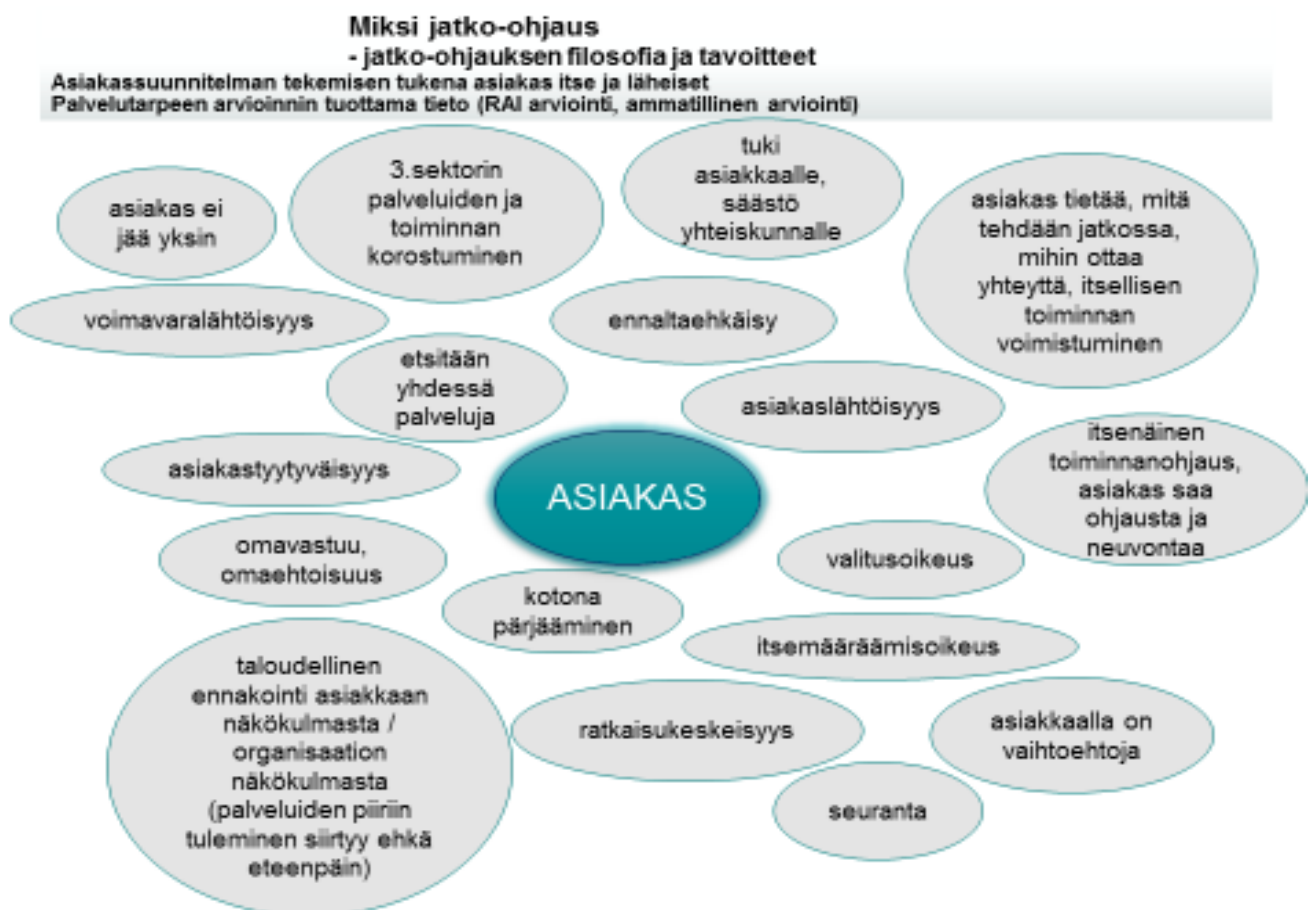 Miksi jatko-ohjaus
- jatko-ohjauksen filosofia ja tavoitteet
Asiakassuunnitelman tekemisen tukena asiakas itse ja läheiset
Palvelutarpeen arvioinnin tuottama tieto (RAI arviointi, ammatillinen arviointi)
asiakas ei
jää yksin
3.sektorin
palveluiden ja
toiminnan
korostuminen
tuki
asiakkaalle,
säästö
yhteiskunnalle
asiakas tietää, mitä
tehdään jatkossa,
mihin ottaa
yhteyttä, itsellisen
toiminnan
voimistuminen
voimavaralähtöisyys
ennaltaehkäisy
etsitään
yhdessä
palveluja
asiakaslähtöisyys
asiakastyytyväisyys
ASIAKAS
itsenäinen
toiminnanohjaus,
asiakas saa
ohjausta ja
neuvontaa
omavastuu,
omaehtoisuus
valitusoikeus
kotona
pärjääminen
itsemääräämisoikeus
taloudellinen
ennakointi asiakkaan
näkökulmasta /
organisaation
näkökulmasta
(palveluiden piiriin
tuleminen siirtyy ehkä
eteenpäin)
ratkaisukeskeisyys
asiakkaalla on
vaihtoehtoja
seuranta